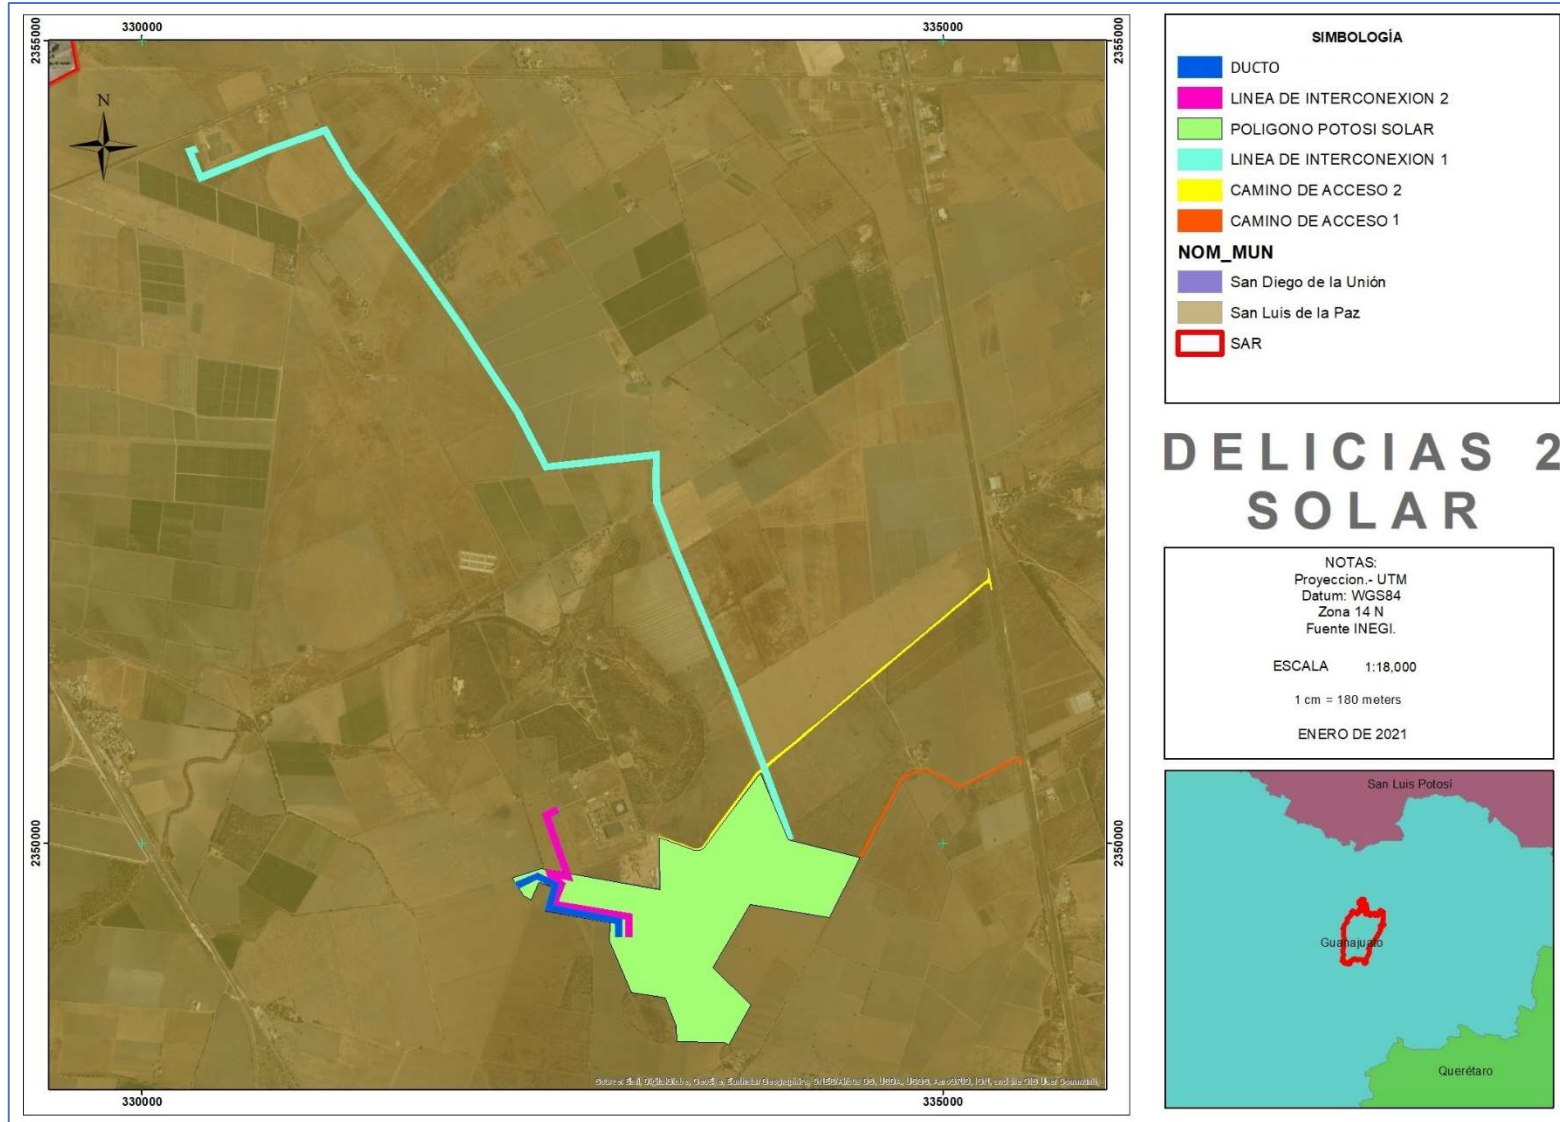 330000
335000
2355000
2355000
N
2350000
2350000
330000
335000
SIMBOLOGÍA
DUCTO
LINEA DE INTERCONEXION 2
POLIGONO POTOSI SOLAR
LINEA DE INTERCONEXION 1
CAMINO DE ACCESO 2
CAMINO DE ACCESO 1
NOM_MUN
San Diego de la Unión
San Luis de la Paz
SAR
DELICIAS 2
SOLAR
NOTAS:
Proyeccion.- UTM
Datum: WGS84
Zona 14 N
Fuente INEGI.
ESCALA 1:18,000
1 cm = 180 meters
ENERO DE 2021
San Luis Potosí
Guanajuato
Querétaro